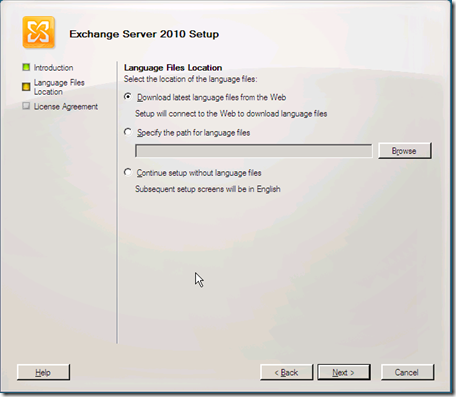 Exchange Server 2010 Setup
Introduction
Language Files
Location
License Agreement
Language Files Location
Select the location of the language files:
Download latest language files from the Web
Setup will connect to the Web to download language files
Specify the path for language files
Browse
Continue setup without language files
Subsequent setup screens will be in English
Help
< Back
Next >
Cancel